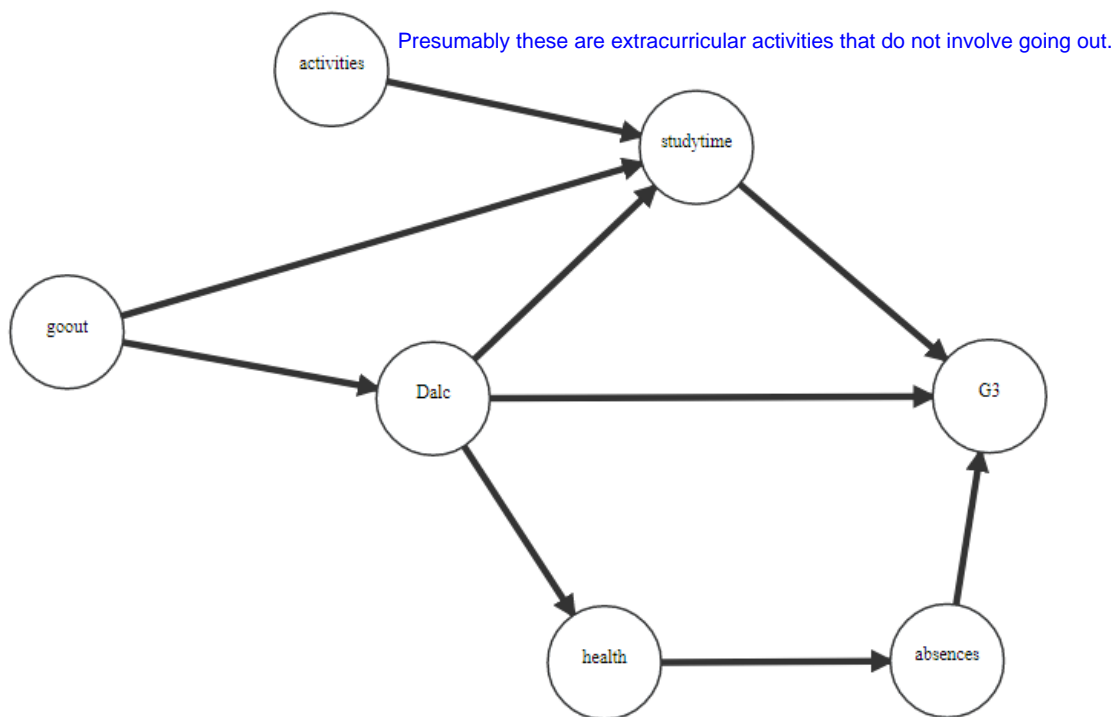 Presumably these are extracurricular activities that do not involve going out.
activities
studytime
goout
Dalc
G3
health
absences